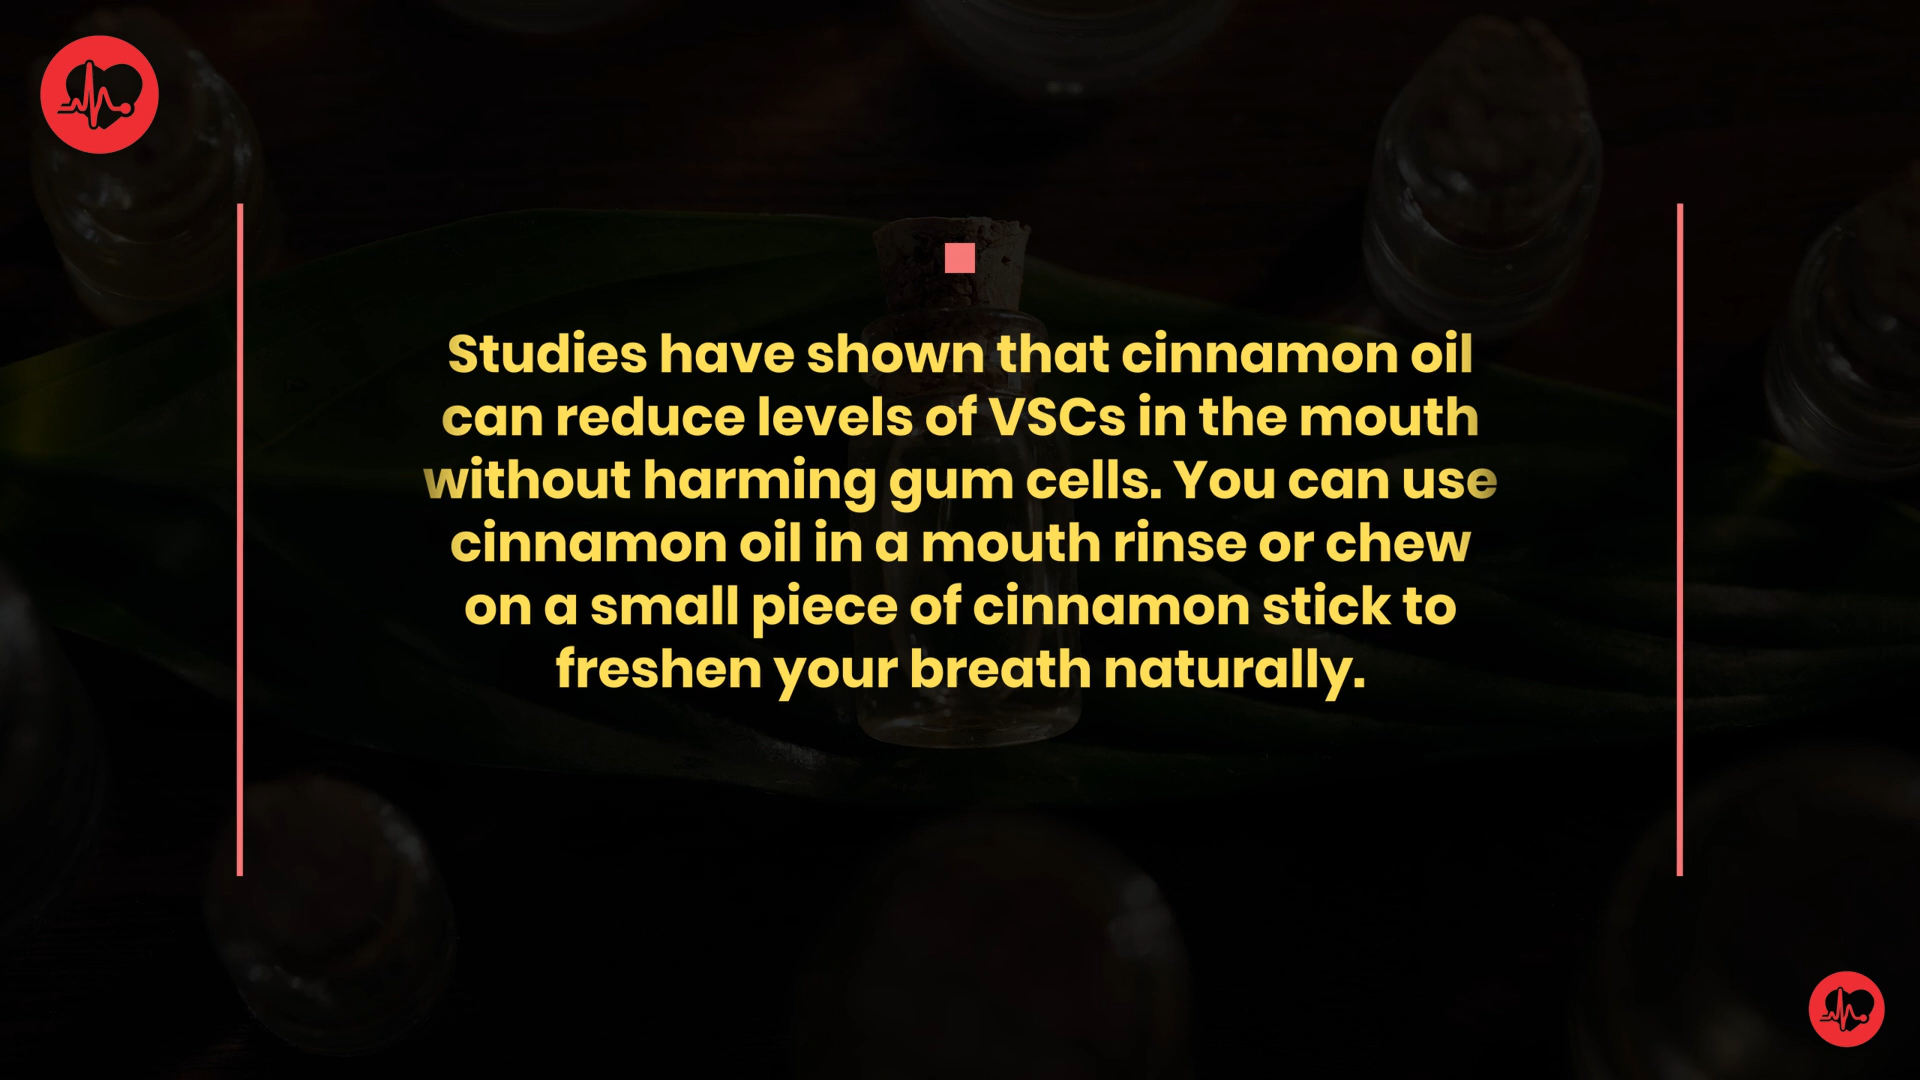 Studies have shown that cinnamon oil
can reduce levels of VSCs in the mouth
without harming gum cells. You can use
cinnamon oil in a mouth rinse or chew
on a small piece of cinnamon stick to
freshen your breath naturally.